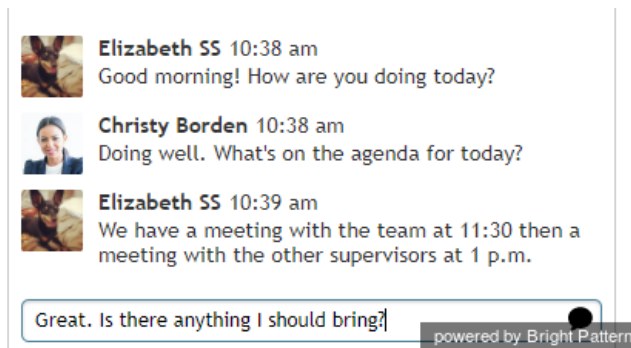 Elizabeth SS 10:38 am
Good morning! How are you doing today?
Christy Borden 10:38 am
Doing well. What's on the agenda for today?
Elizabeth SS 10:39 am
We have a meeting with the team at 11:30 then a
meeting with the other supervisors at 1 p.m.
Great. Is there anything I should bring?
powered by Bright Pattern